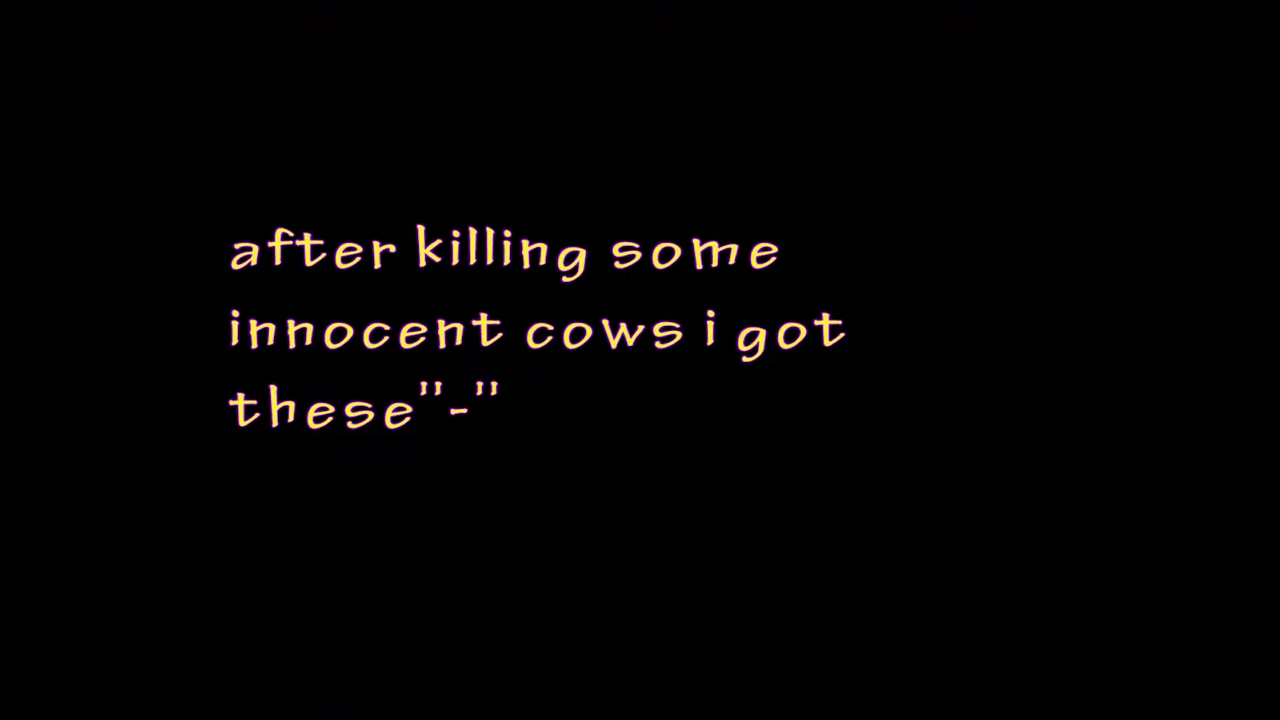 after killing some
innocent cows i got
these"-"